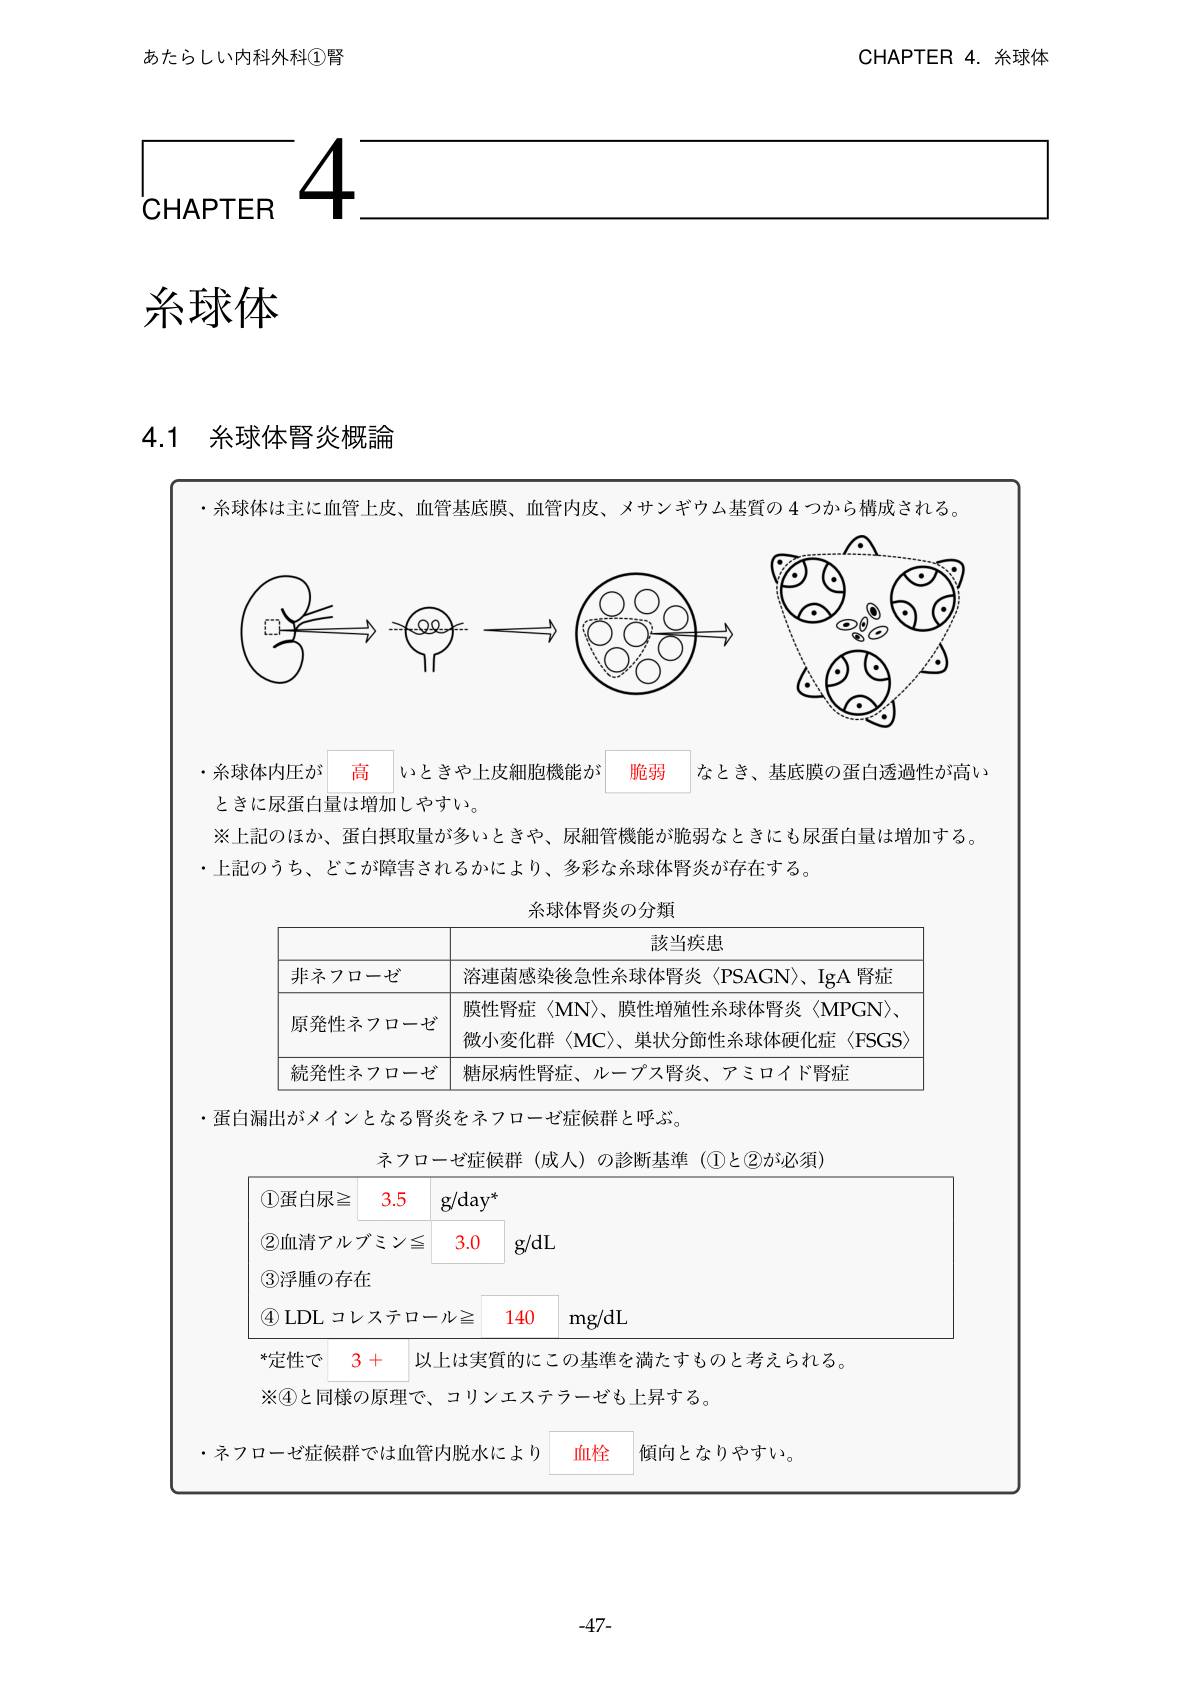 あたらしい内科外科①腎
CHAPTER 4. 糸球体
CHAPTER 4
糸球体
4.1 糸球体腎炎概論
・糸球体は主に血管上皮、血管基底膜、血管内皮、メサンギウム基質の 4 つから構成される。
・糸球体内圧が 高 いときや上皮細胞機能が 脆弱 なとき、基底膜の蛋白透過性が高い
ときに尿蛋白量は増加しやすい。
※上記のほか、蛋白摂取量が多いときや、尿細管機能が脆弱なときにも尿蛋白量は増加する。
・上記のうち、どこが障害されるかにより、多彩な糸球体腎炎が存在する。
糸球体腎炎の分類
該当疾患
非ネフローゼ 溶連菌感染後急性糸球体腎炎〈PSAGN〉、IgA 腎症
原発性ネフローゼ 膜性腎症〈MN〉、膜性増殖性糸球体腎炎〈MPGN〉、
微小変化群〈MC〉、巣状分節性糸球体硬化症〈FSGS〉
続発性ネフローゼ 糖尿病性腎症、ループス腎炎、アミロイド腎症
・蛋白漏出がメインとなる腎炎をネフローゼ症候群と呼ぶ。
ネフローゼ症候群（成人）の診断基準（①と②が必須）
①蛋白尿≧ 3.5 g/day*
②血清アルブミン≦ 3.0 g/dL
③浮腫の存在
④ LDL コレステロール≧ 140 mg/dL
*定性で 3＋ 以上は実質的にこの基準を満たすものと考えられる。
※④と同様の原理で、コリンエステラーゼも上昇する。
・ネフローゼ症候群では血管内脱水により 血栓 傾向となりやすい。
-47-